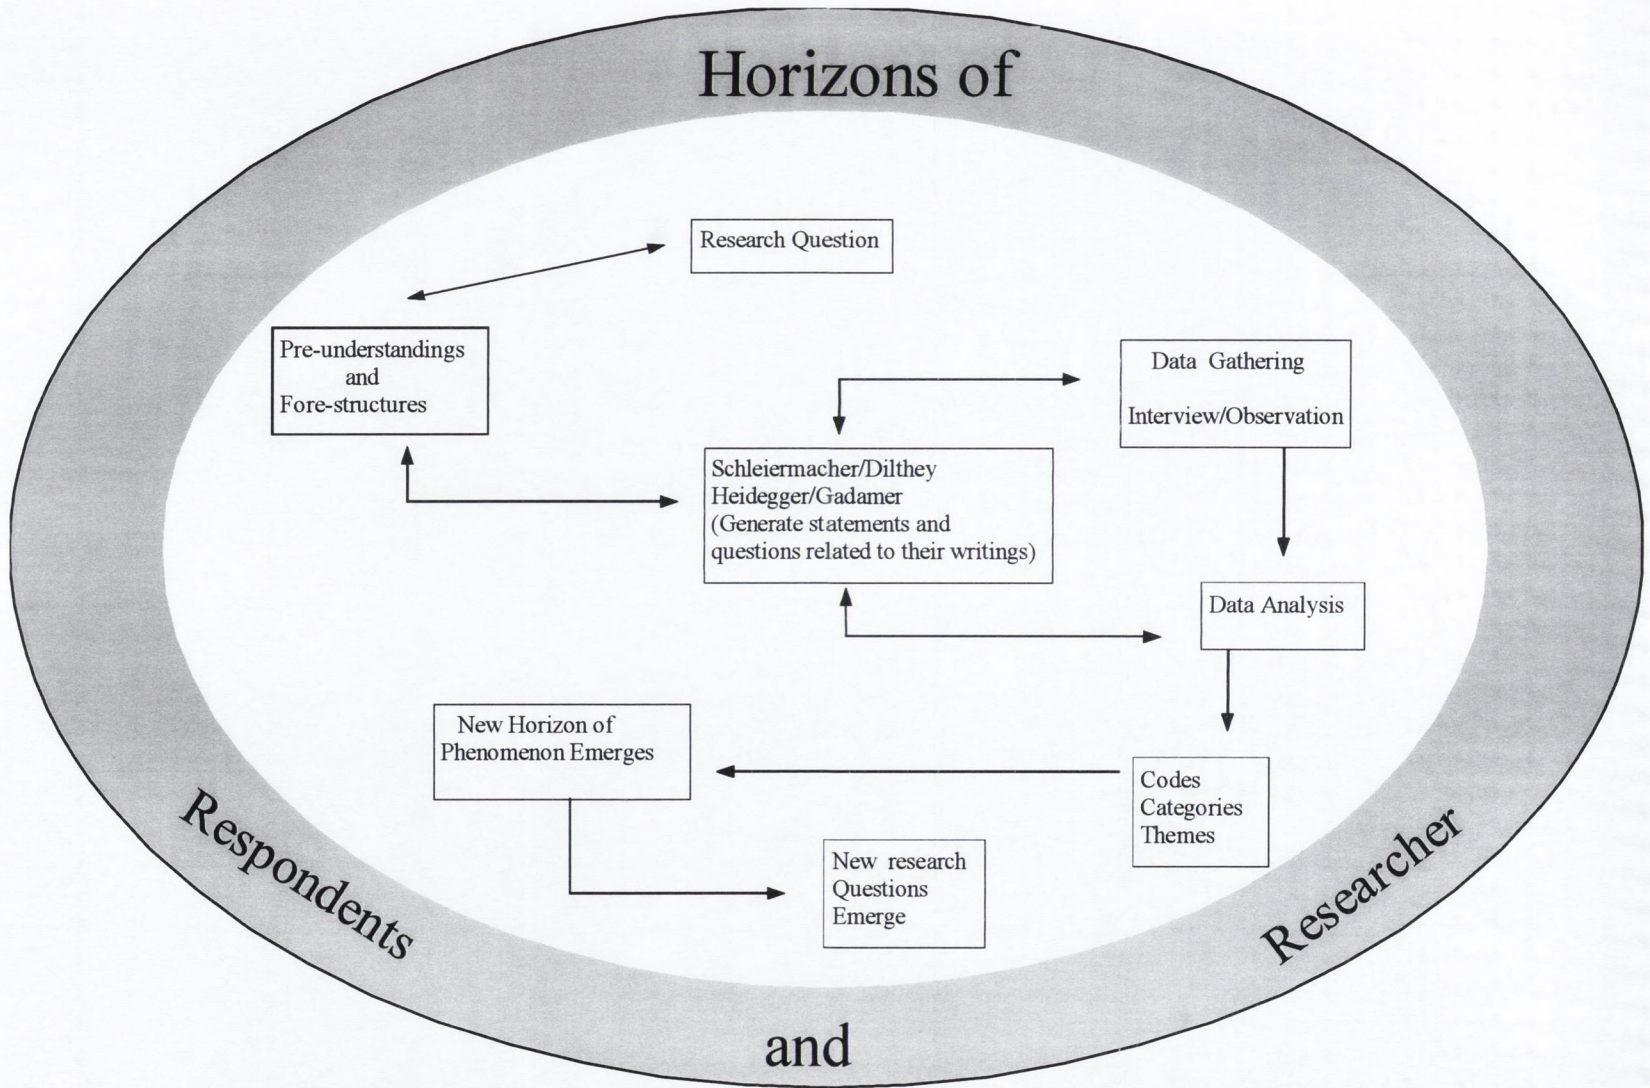 Horizons of
Research Question
Pre-understandings
and
Fore-structures
Data Gathering
Interview/Observation
Schleiermacher/Dilthey
Heidegger/Gadamer
(Generate statements and
questions related to their writings)
Data Analysis
New Horizon of
Phenomenon Emerges
Codes
Categories
Themes
New research
Questions
Emerge
Respondents
and
Researcher